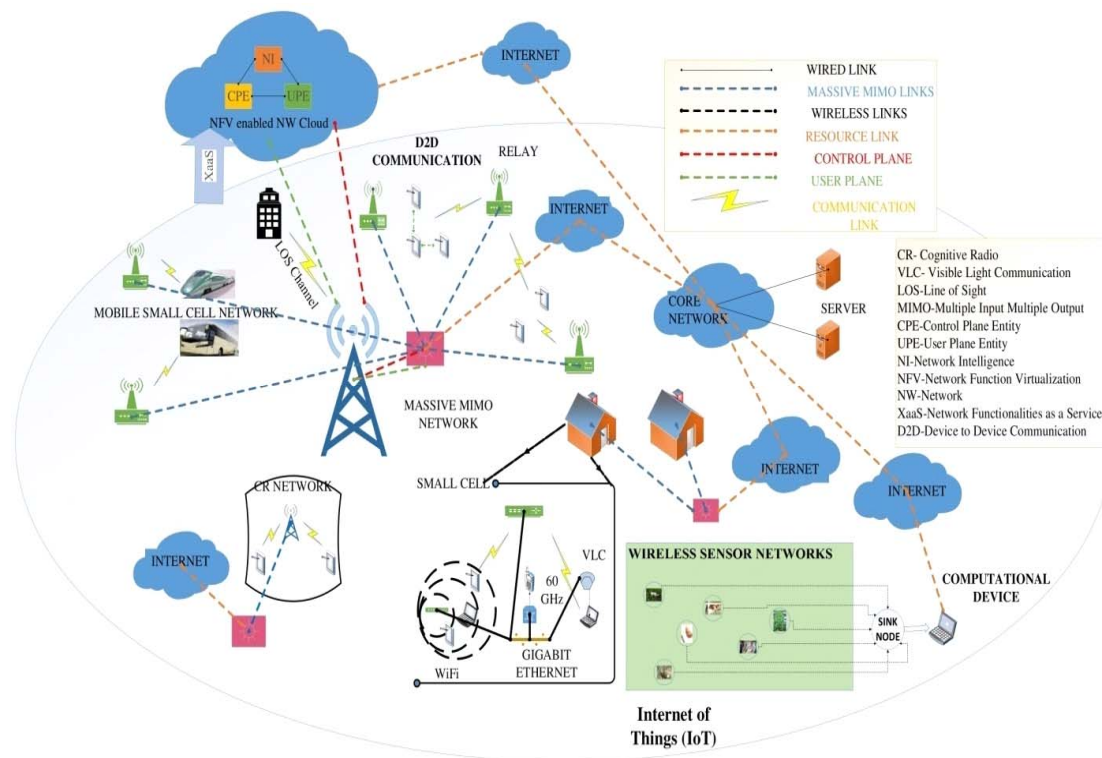 INTERNET
NI
CPE
UPE
NFV enabled NW Cloud
XaaS
WIRED LINK
MASSIVE MIMO LINKS
WIRELESS LINKS
RESOURCE LINK
CONTROL PLANE
USER PLANE
COMMUNICATION
LINK
D2D
COMMUNICATION
RELAY
INTERNET
LOS Channel
MOBILE SMALL CELL NETWORK
CORE
NETWORK
SERVER
CR- Cognitive Radio
VLC- Visible Light Communication
LOS-Line of Sight
MIMO-Multiple Input Multiple Output
CPE-Control Plane Entity
UPE-User Plane Entity
NI-Network Intelligence
NFV-Network Function Virtualization
NW-Network
XaaS-Network Functionalities as a Service
D2D-Device to Device Communication
MASSIVE MIMO
NETWORK
INTERNET
INTERNET
SMALL CELL
CR NETWORK
INTERNET
VLC
60
GHz
WiFi
GIGABIT
ETHERNET
WIRELESS SENSOR NETWORKS
SINK
NODE
COMPUTATIONAL
DEVICE
Internet of
Things (IoT)